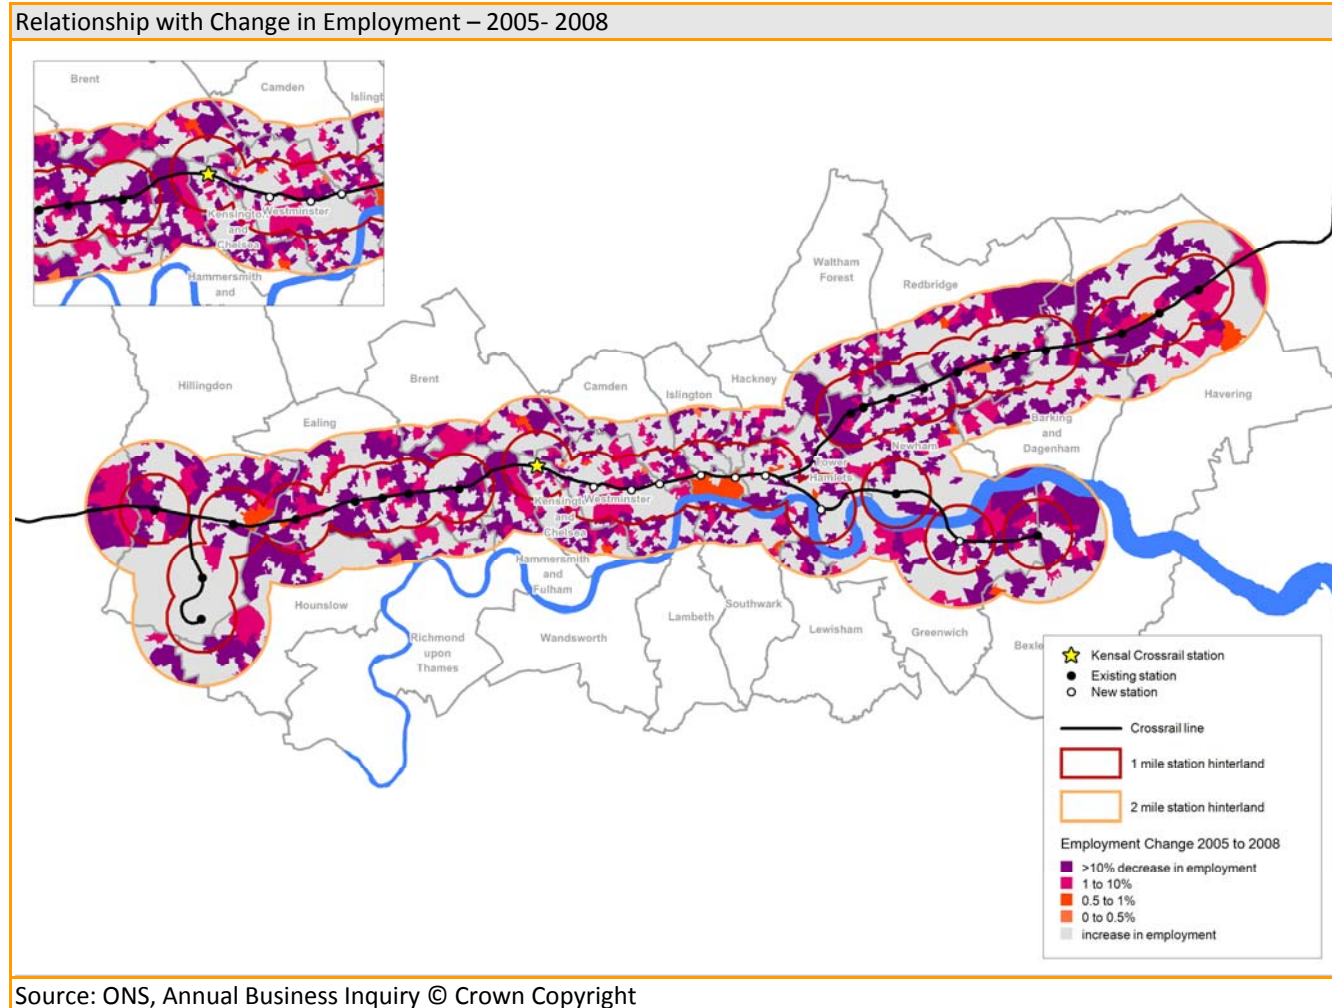 Relationship with Change in Employment – 2005- 2008
Brent
Camden
Islingt
Kensingto
Westminster
and
Chelsea
Hammersmith
and
Waltham
Forest
Redbridge
Hillingdon
Brent
Camden
Hackney
Islington
Havering
Ealing
Barking
and
Dagenham
Newham
Tower
Hamlets
Kensingt
Westminster
and
Chelsea
Hammersmith
and
Fulham
Hounslow
Richmond
upon
Thames
Wandsworth
Lambeth
Southwark
Lewisham
Greenwich
Bexle
Kensal Crossrail station
Existing station
New station
Crossrail line
1 mile station hinterland
2 mile station hinterland
Employment Change 2005 to 2008
>10% decrease in employment
1 to 10%
0.5 to 1%
0 to 0.5%
increase in employment
Source: ONS, Annual Business Inquiry © Crown Copyright